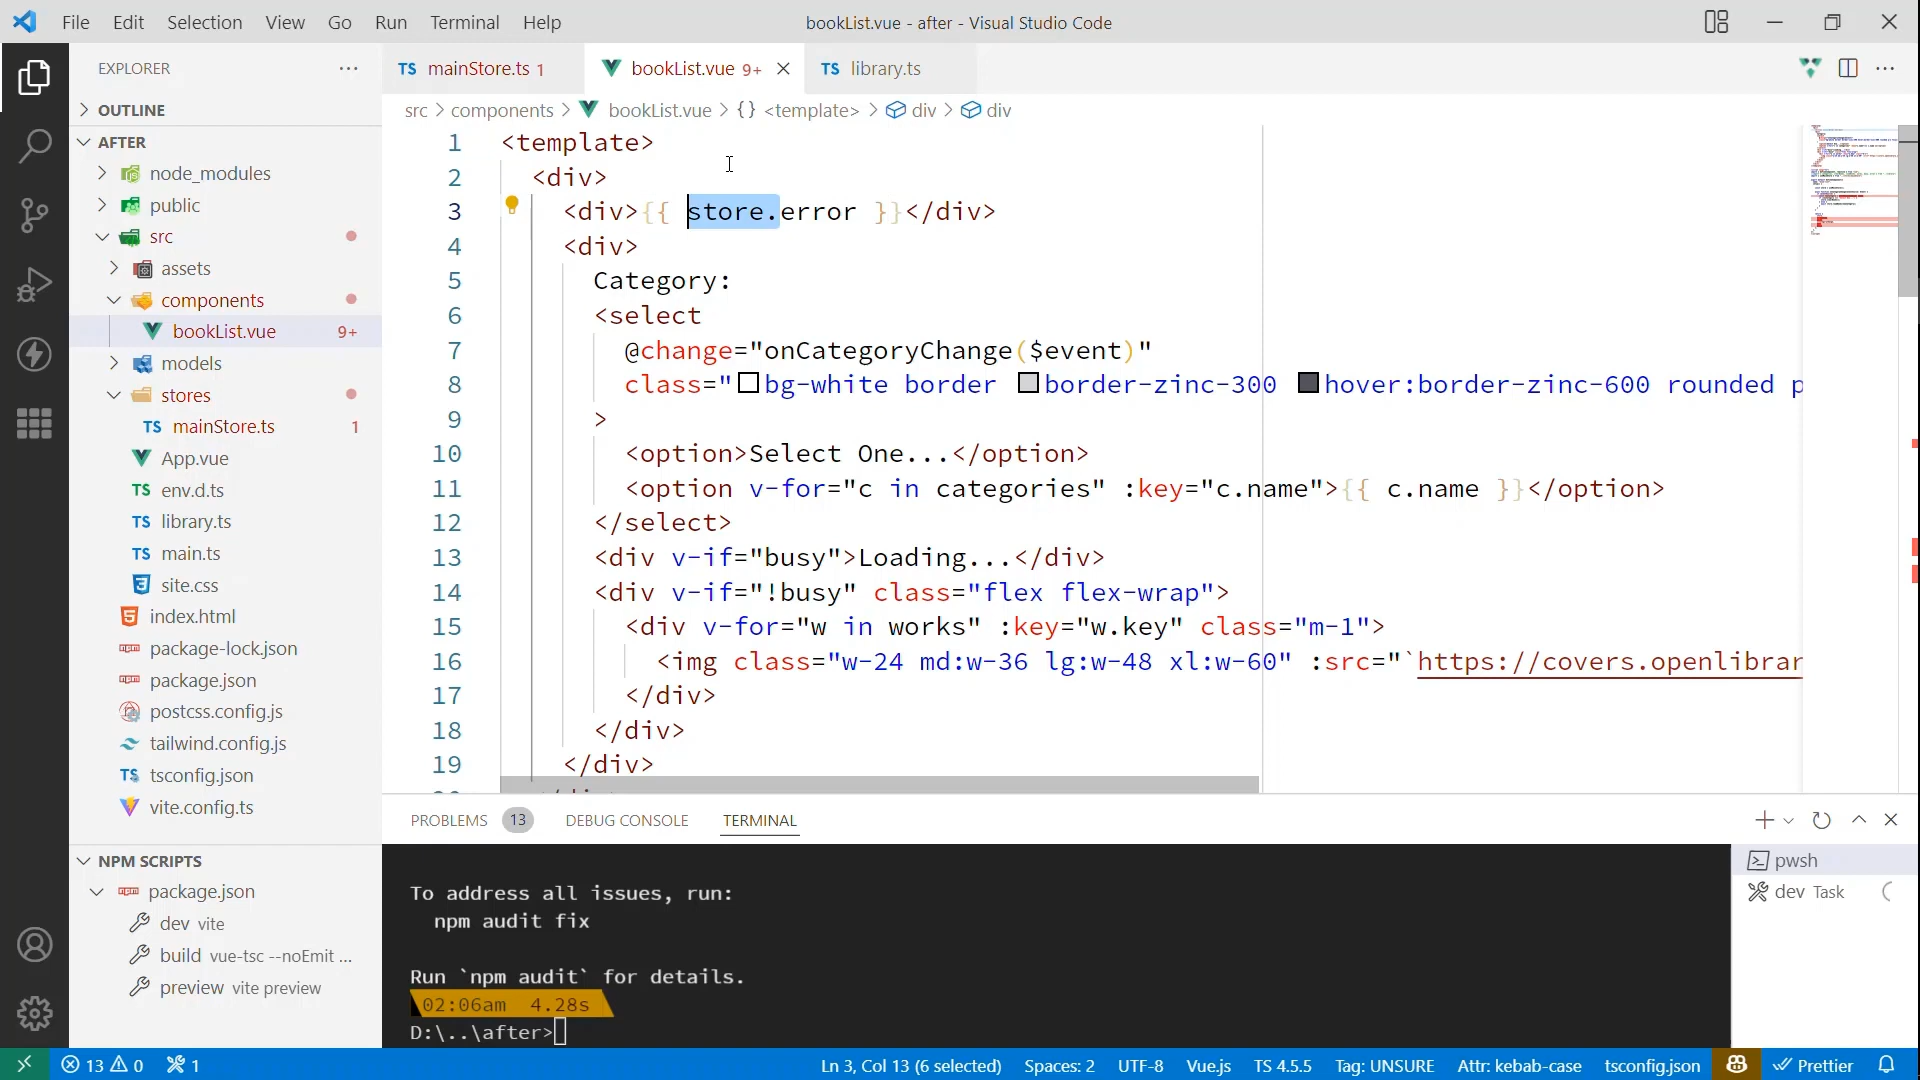 File Edit Selection View Go Run Terminal Help
bookList.vue - after - Visual Studio Code
EXPLORER
OUTLINE
AFTER
node_modules
public
src
assets
components
bookList.vue 9+
models
stores
TS mainStore.ts 1
App.vue
TS env.d.ts
TS library.ts
TS main.ts
site.css
index.html
package-lock.json
package.json
postcss.config.js
tailwind.config.js
TS tsconfig.json
vite.config.ts
NPM SCRIPTS
package.json
dev vite
build vue-tsc --noEmit ...
preview vite preview
TS mainStore.ts 1
bookList.vue 9+
TS library.ts
src > components > bookList.vue > {} <template> > div > div
1 <template>
2 <div>
3 <div>{{ store.error }}</div>
4 <div>
5 Category:
6 <select
7 @change="onCategoryChange($event)"
8 class="bg-white border border-zinc-300 hover:border-zinc-600 rounded p
9 >
10 <option>Select One...</option>
11 <option v-for="c in categories" :key="c.name">{{ c.name }}</option>
12 </select>
13 <div v-if="busy">Loading...</div>
14 <div v-if="!busy" class="flex flex-wrap">
15 <div v-for="w in works" :key="w.key" class="m-1">
16 <img class="w-24 md:w-36 lg:w-48 xl:w-60" :src="`https://covers.openlibrar
17 </div>
18 </div>
19 </div>
PROBLEMS 13 DEBUG CONSOLE TERMINAL
To address all issues, run:
npm audit fix
Run `npm audit` for details.
02:06am 4.28s
D:\..\after>
pwsh
dev Task
13 0 1
Ln 3, Col 13 (6 selected) Spaces: 2 UTF-8 Vue.js TS 4.5.5 Tag: UNSURE Attr: kebab-case tsconfig.json Prettier